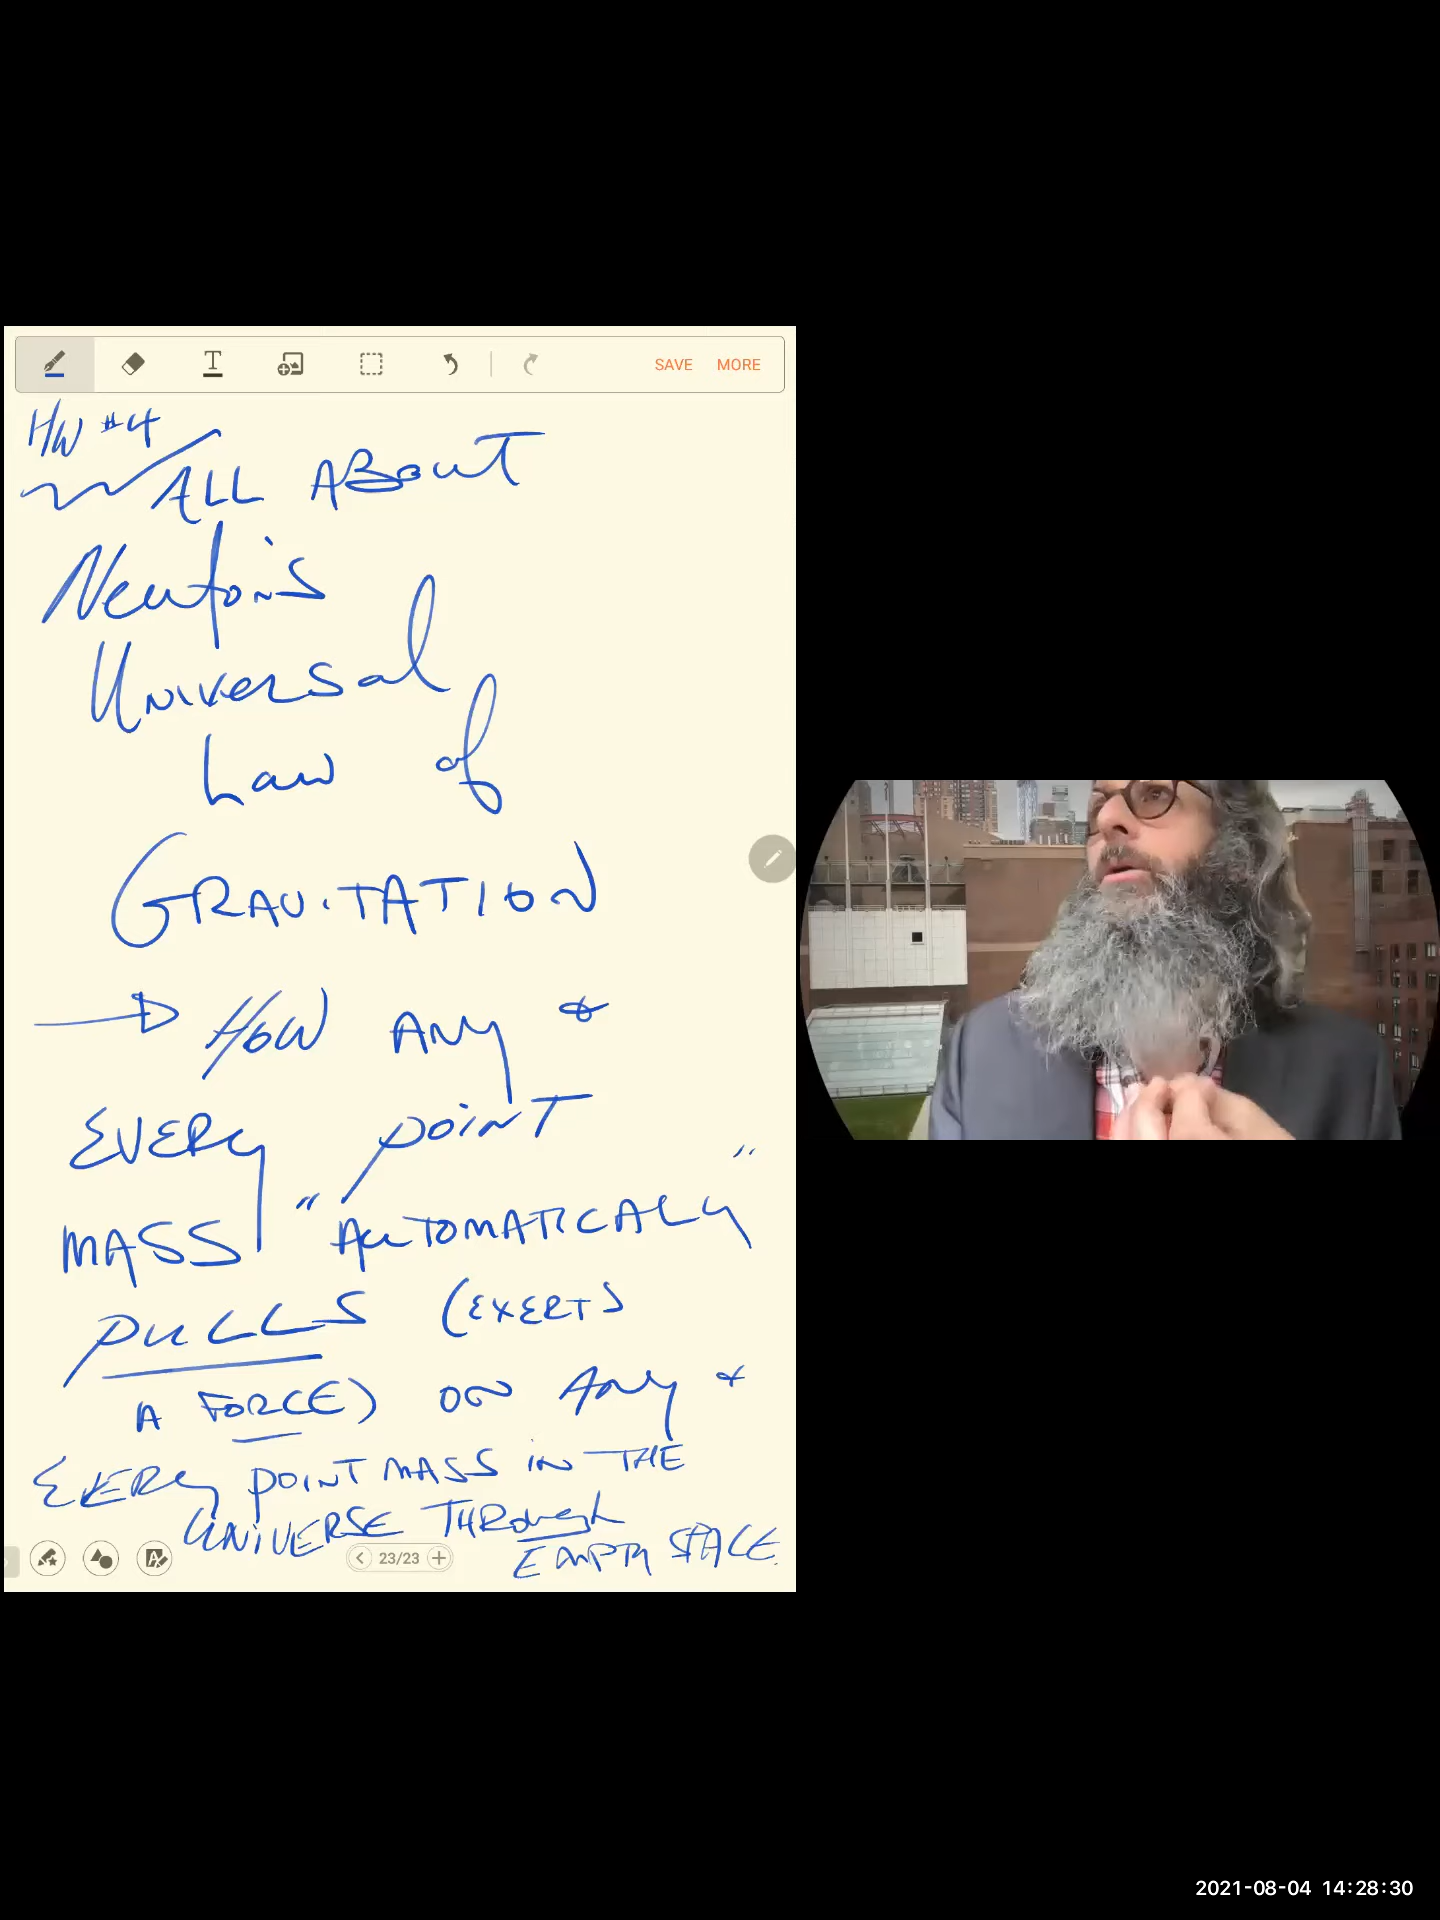 SAVE MORE
HW #4
ALL ABOUT
Newton's
Universal
Law of
GRAVITATION
→ HOW ANY &
EVERY POINT
MASS "AUTOMATICALLY"
PULLS (EXERTS
A FORCE) ON ANY &
EVERY POINT MASS IN THE
UNIVERSE THROUGH
EMPTY SPACE.
23/23
2021-08-04 14:28:30